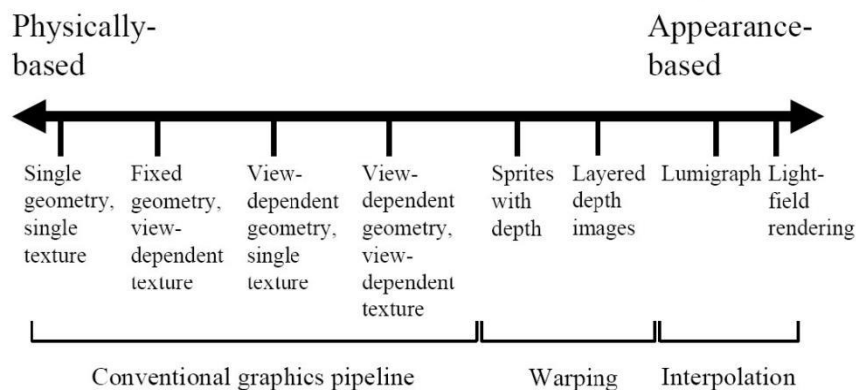 Physically-
based
Appearance-
based
Single
geometry,
single
texture
Fixed
geometry,
view-
dependent
texture
View-
dependent
geometry,
single
texture
View-
dependent
geometry,
view-
dependent
texture
Sprites
with
depth
Layered
depth
images
Lumigraph
Light-
field
rendering
Conventional graphics pipeline
Warping
Interpolation